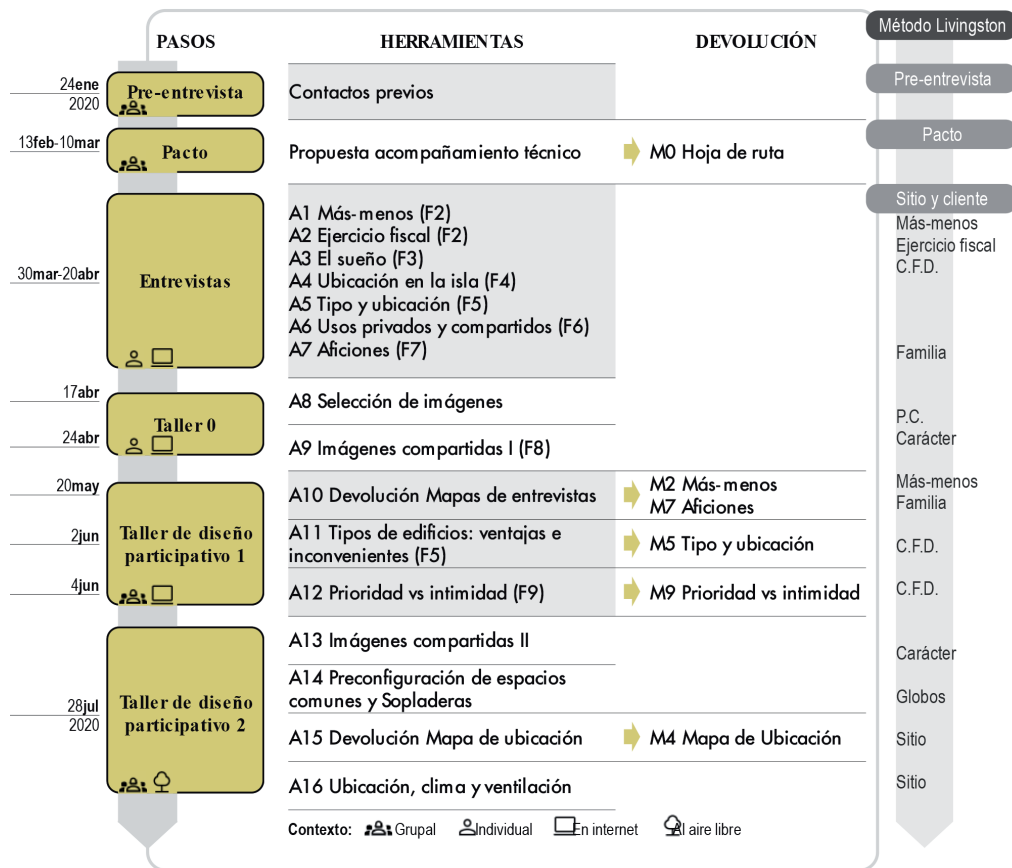 PASOS
HERRAMIENTAS
DEVOLUCIÓN
Método Livingston
24ene
2020
Pre-entrevista
Contactos previos
Pre-entrevista
13feb-10mar
Pacto
Propuesta acompañamiento técnico
M0 Hoja de ruta
Pacto
30mar-20abr
Entrevistas
A1 Más-menos (F2)
A2 Ejercicio fiscal (F2)
A3 El sueño (F3)
A4 Ubicación en la isla (F4)
A5 Tipo y ubicación (F5)
A6 Usos privados y compartidos (F6)
A7 Aficiones (F7)
Sitio y cliente
Más-menos
Ejercicio fiscal
C.F.D.
Familia
17abr
24abr
Taller 0
A8 Selección de imágenes
A9 Imágenes compartidas I (F8)
P.C.
Carácter
20may
2jun
4jun
Taller de diseño
participativo 1
A10 Devolución Mapas de entrevistas
M2 Más-menos
M7 Aficiones
Más-menos
Familia
A11 Tipos de edificios: ventajas e
inconvenientes (F5)
M5 Tipo y ubicación
C.F.D.
A12 Prioridad vs intimidad (F9)
M9 Prioridad vs intimidad
C.F.D.
28jul
2020
Taller de diseño
participativo 2
A13 Imágenes compartidas II
Carácter
A14 Preconfiguración de espacios
comunes y Sopladeras
Globos
A15 Devolución Mapa de ubicación
M4 Mapa de Ubicación
Sitio
A16 Ubicación, clima y ventilación
Sitio
Contexto: Grupal Individual En internet Al aire libre